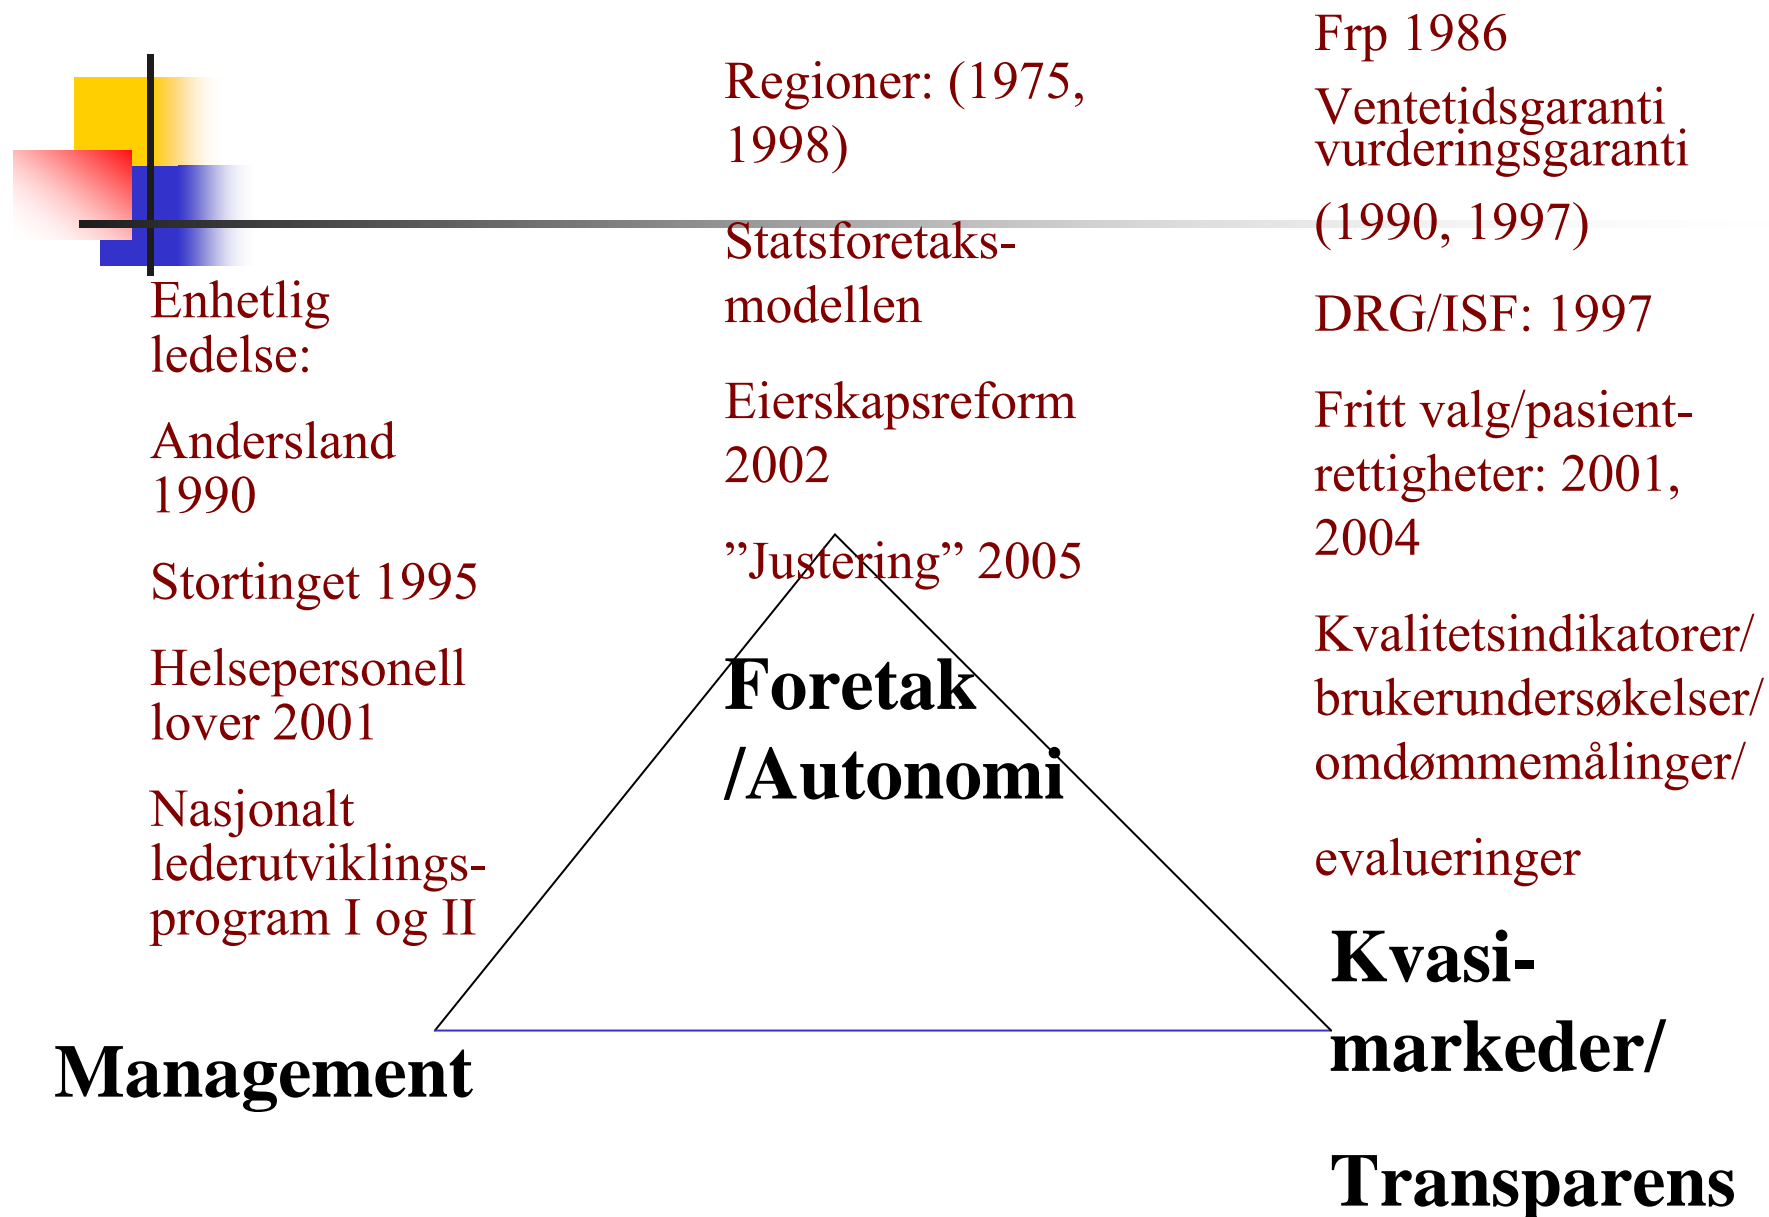 Enhetlig
ledelse:
Andersland
1990
Stortinget 1995
Helsepersonell
lover 2001
Nasjonalt
lederutviklings-
program I og II
Management
Regioner: (1975,
1998)
Statsforetaks-
modellen
Eierskapsreform
2002
”Justering” 2005
Foretak
/Autonomi
Frp 1986
Ventetidsgaranti
vurderingsgaranti
(1990, 1997)
DRG/ISF: 1997
Fritt valg/pasient-
rettigheter: 2001,
2004
Kvalitetsindikatorer/
brukerundersøkelser/
omdømmemålinger/
evalueringer
Kvasi-
markeder/
Transparens